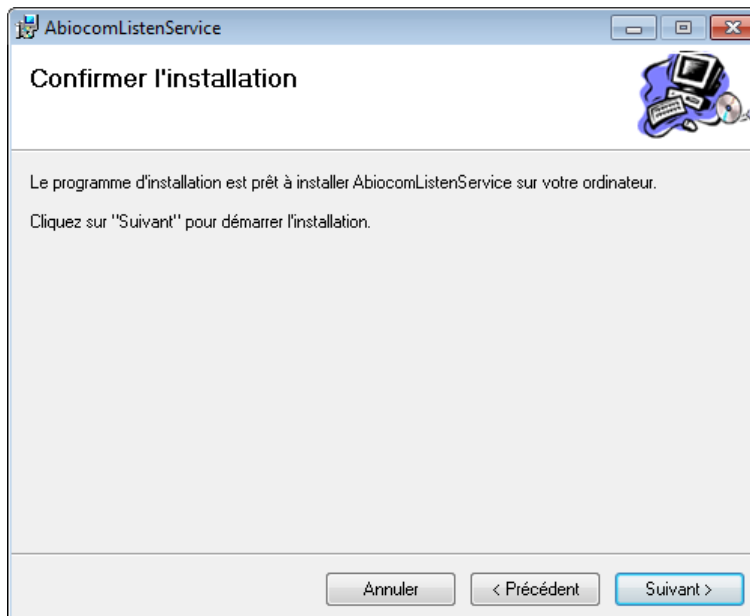 AbiocomListenService
Confirmer l'installation
Le programme d'installation est prêt à installer AbiocomListenService sur votre ordinateur.
Cliquez sur "Suivant" pour démarrer l'installation.
Annuler
< Précédent
Suivant >